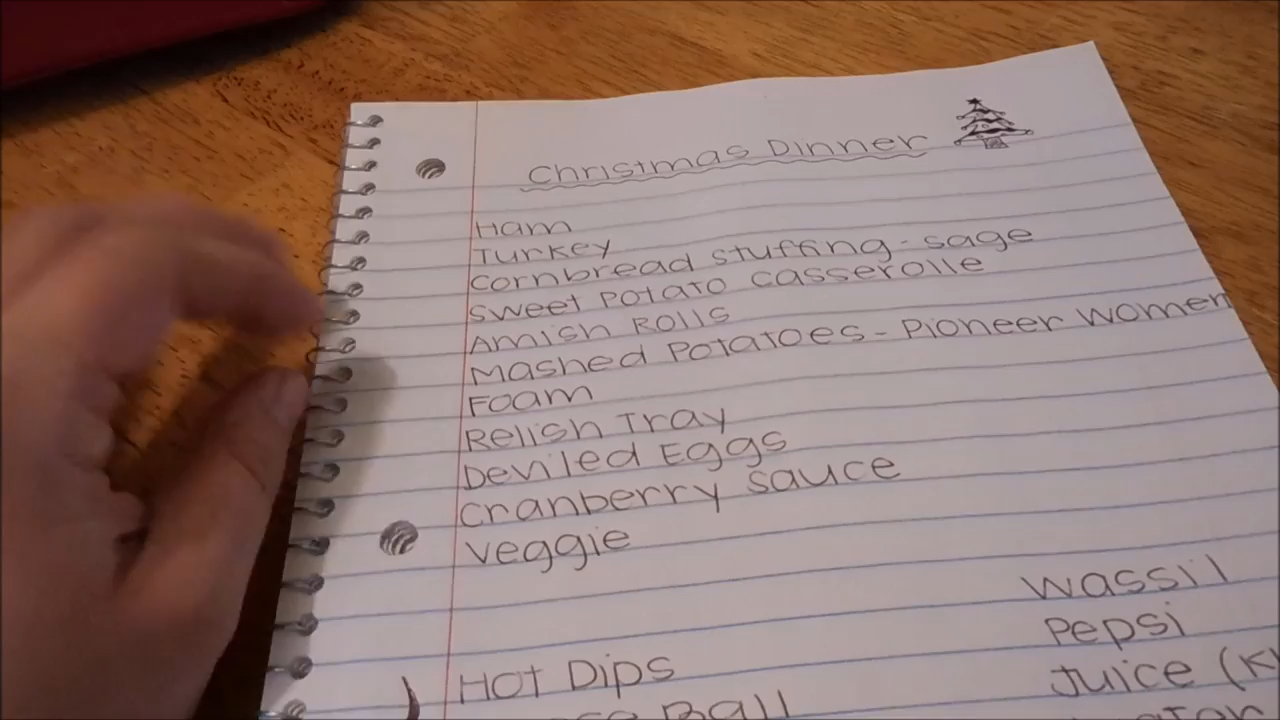 Christmas Dinner
Ham
Turkey
Cornbread stuffing - sage
Sweet Potato Casserolle
Amish Rolls
Mashed Potatoes - Pioneer Women
Foam
Relish Tray
Deviled Eggs
Cranberry Sauce
Veggie
Wassil
Pepsi
Juice
Hot Dips
Ball